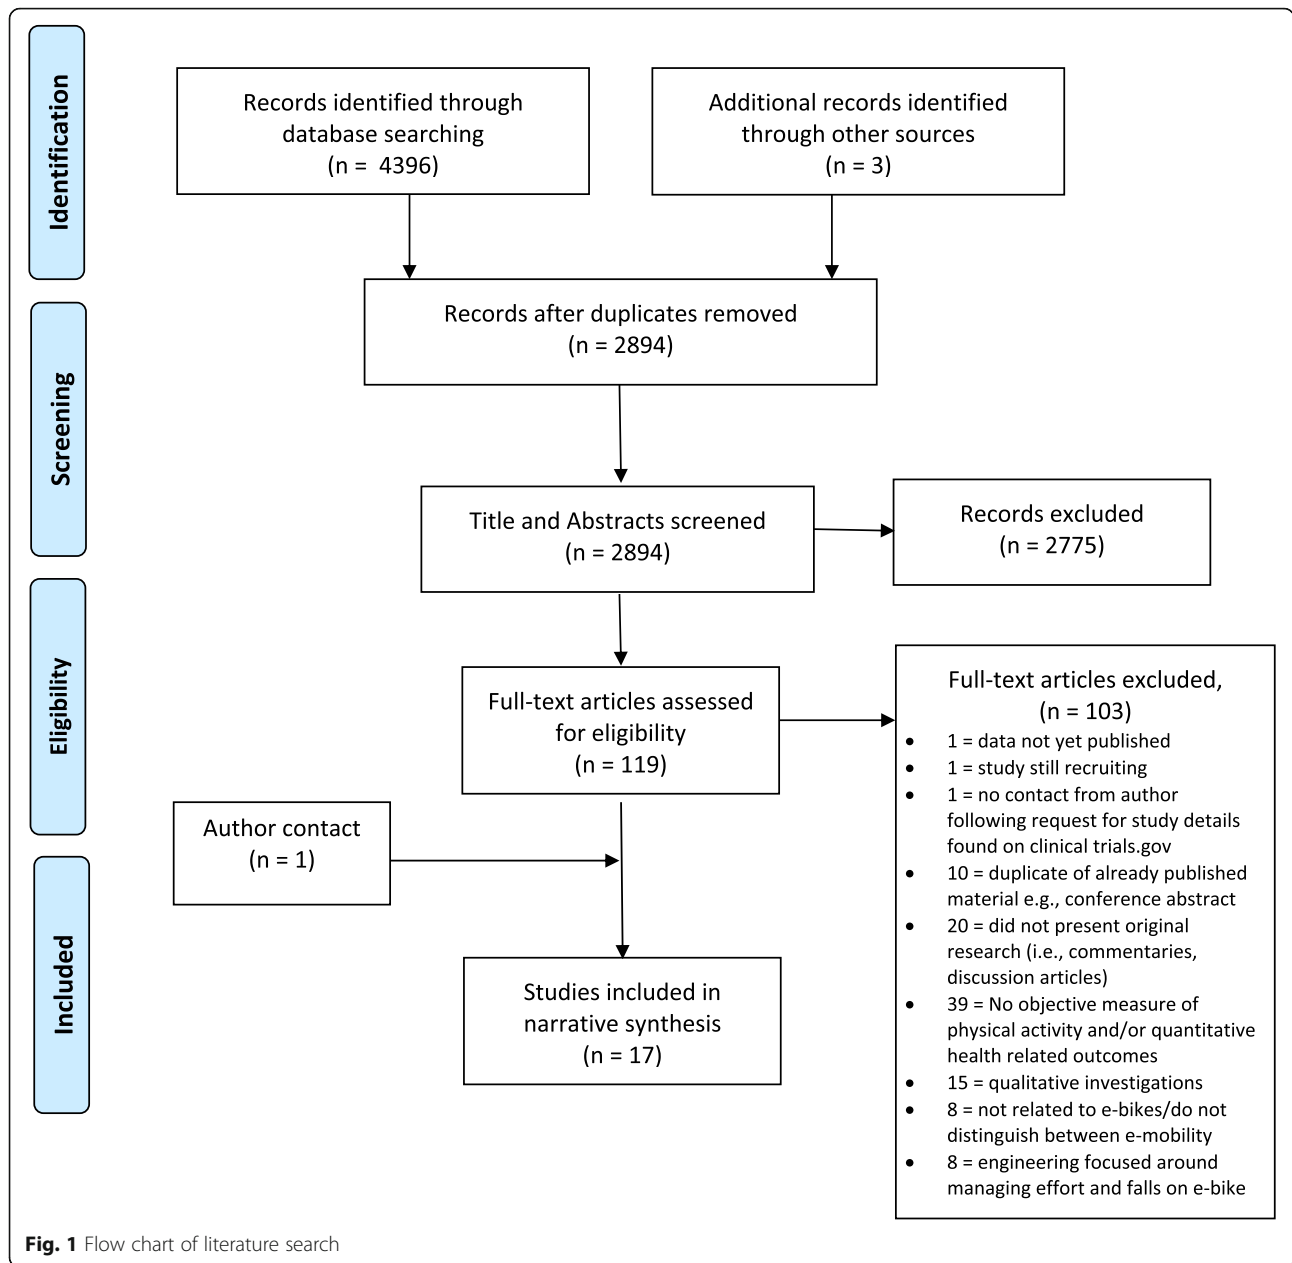 Identification
Records identified through
database searching
(n = 4396)
Additional records identified
through other sources
(n = 3)
Records after duplicates removed
(n = 2894)
Screening
Title and Abstracts screened
(n = 2894)
Records excluded
(n = 2775)
Eligibility
Full-text articles assessed
for eligibility
(n = 119)
Full-text articles excluded,
(n = 103)
• 1 = data not yet published
• 1 = study still recruiting
• 1 = no contact from author
following request for study details
found on clinical trials.gov
• 10 = duplicate of already published
material e.g., conference abstract
• 20 = did not present original
research (i.e., commentaries,
discussion articles)
• 39 = No objective measure of
physical activity and/or quantitative
health related outcomes
• 15 = qualitative investigations
• 8 = not related to e-bikes/do not
distinguish between e-mobility
• 8 = engineering focused around
managing effort and falls on e-bike
Author contact
(n = 1)
Included
Studies included in
narrative synthesis
(n = 17)
Fig. 1 Flow chart of literature search